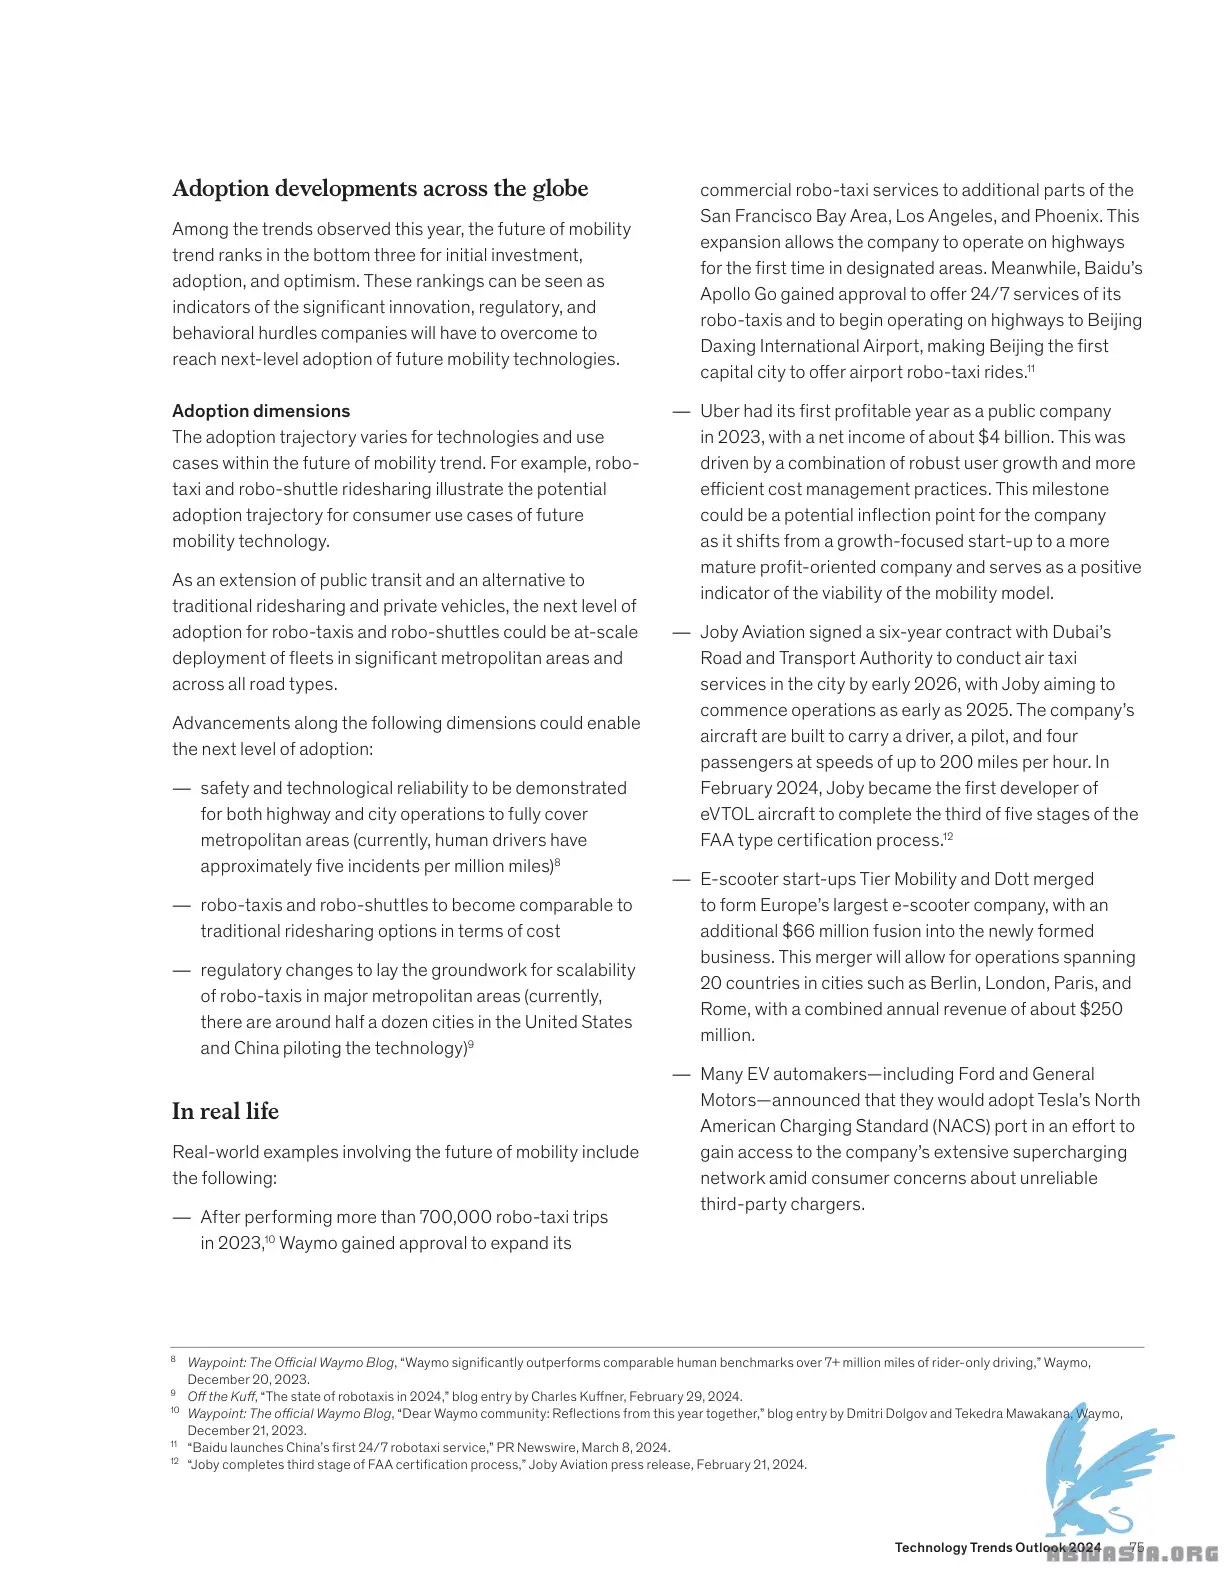 Adoption developments across the globe
Among the trends observed this year, the future of mobility
trend ranks in the bottom three for initial investment,
adoption, and optimism. These rankings can be seen as
indicators of the significant innovation, regulatory, and
behavioral hurdles companies will have to overcome to
reach next-level adoption of future mobility technologies.
Adoption dimensions
The adoption trajectory varies for technologies and use
cases within the future of mobility trend. For example, robo-
taxi and robo-shuttle ridesharing illustrate the potential
adoption trajectory for consumer use cases of future
mobility technology.
As an extension of public transit and an alternative to
traditional ridesharing and private vehicles, the next level of
adoption for robo-taxis and robo-shuttles could be at-scale
deployment of fleets in significant metropolitan areas and
across all road types.
Advancements along the following dimensions could enable
the next level of adoption:
— safety and technological reliability to be demonstrated
for both highway and city operations to fully cover
metropolitan areas (currently, human drivers have
approximately five incidents per million miles)⁸
— robo-taxis and robo-shuttles to become comparable to
traditional ridesharing options in terms of cost
— regulatory changes to lay the groundwork for scalability
of robo-taxis in major metropolitan areas (currently,
there are around half a dozen cities in the United States
and China piloting the technology)⁹
In real life
Real-world examples involving the future of mobility include
the following:
— After performing more than 700,000 robo-taxi trips
in 2023,¹⁰ Waymo gained approval to expand its
commercial robo-taxi services to additional parts of the
San Francisco Bay Area, Los Angeles, and Phoenix. This
expansion allows the company to operate on highways
for the first time in designated areas. Meanwhile, Baidu’s
Apollo Go gained approval to offer 24/7 services of its
robo-taxis and to begin operating on highways to Beijing
Daxing International Airport, making Beijing the first
capital city to offer airport robo-taxi rides.¹¹
— Uber had its first profitable year as a public company
in 2023, with a net income of about $4 billion. This was
driven by a combination of robust user growth and more
efficient cost management practices. This milestone
could be a potential inflection point for the company
as it shifts from a growth-focused start-up to a more
mature profit-oriented company and serves as a positive
indicator of the viability of the mobility model.
— Joby Aviation signed a six-year contract with Dubai’s
Road and Transport Authority to conduct air taxi
services in the city by early 2026, with Joby aiming to
commence operations as early as 2025. The company’s
aircraft are built to carry a driver, a pilot, and four
passengers at speeds of up to 200 miles per hour. In
February 2024, Joby became the first developer of
eVTOL aircraft to complete the third of five stages of the
FAA type certification process.¹²
— E-scooter start-ups Tier Mobility and Dott merged
to form Europe’s largest e-scooter company, with an
additional $66 million fusion into the newly formed
business. This merger will allow for operations spanning
20 countries in cities such as Berlin, London, Paris, and
Rome, with a combined annual revenue of about $250
million.
— Many EV automakers—including Ford and General
Motors—announced that they would adopt Tesla’s North
American Charging Standard (NACS) port in an effort to
gain access to the company’s extensive supercharging
network amid consumer concerns about unreliable
third-party chargers.
⁸ Waypoint: The Official Waymo Blog, “Waymo significantly outperforms comparable human benchmarks over 7+ million miles of rider-only driving,” Waymo,
December 20, 2023.
⁹ Off the Kuff, “The state of robotaxis in 2024,” blog entry by Charles Kuffner, February 29, 2024.
¹⁰ Waypoint: The official Waymo Blog, “Dear Waymo community: Reflections from this year together,” blog entry by Dmitri Dolgov and Tekedra Mawakana, Waymo,
December 21, 2023.
¹¹ “Baidu launches China’s first 24/7 robotaxi service,” PR Newswire, March 8, 2024.
¹² “Joby completes third stage of FAA certification process,” Joby Aviation press release, February 21, 2024.
Technology Trends Outlook 2024 75
ABWASIA.ORG